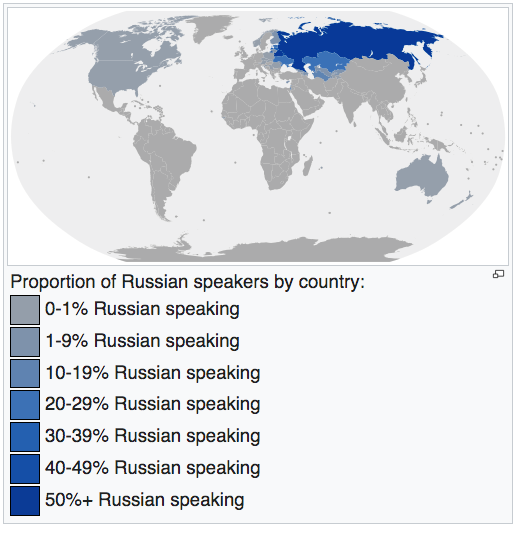 Proportion of Russian speakers by country:
0-1% Russian speaking
1-9% Russian speaking
10-19% Russian speaking
20-29% Russian speaking
30-39% Russian speaking
40-49% Russian speaking
50%+ Russian speaking